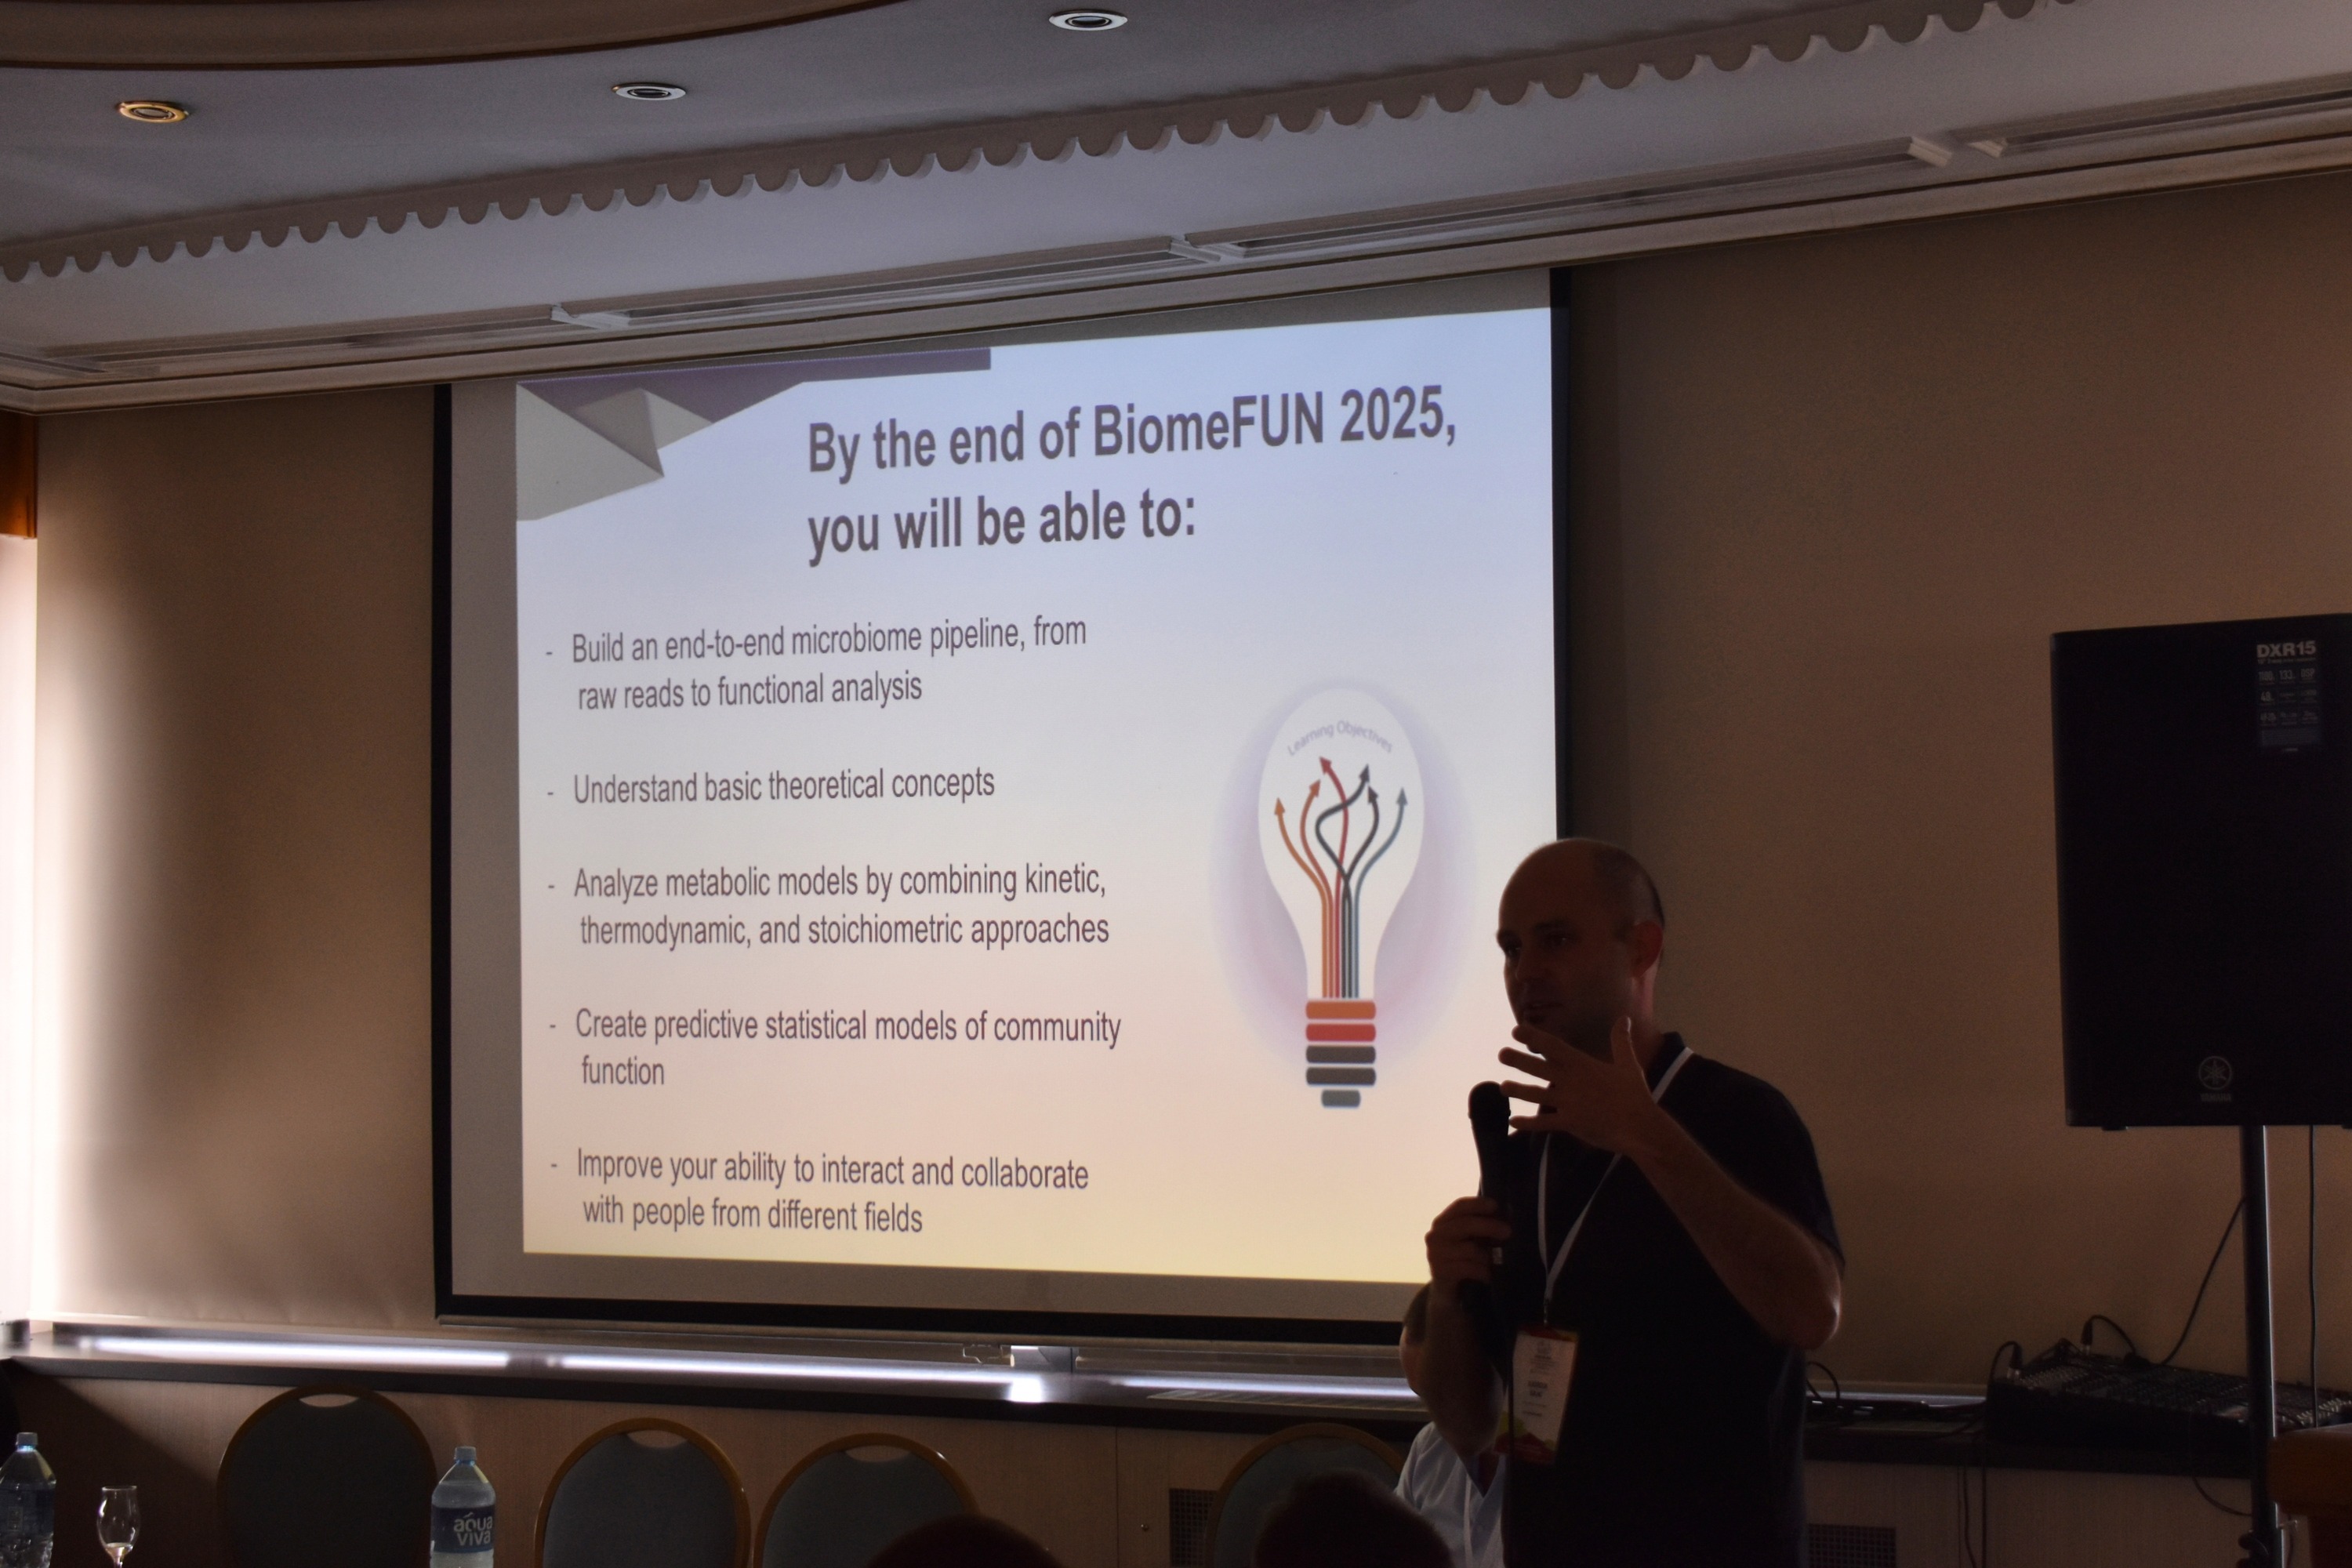 By the end of BiomeFUN 2025,
you will be able to:
- Build an end-to-end microbiome pipeline, from
raw reads to functional analysis
- Understand basic theoretical concepts
- Analyze metabolic models by combining kinetic,
thermodynamic, and stoichiometric approaches
- Create predictive statistical models of community
function
- Improve your ability to interact and collaborate
with people from different fields
Learning Objectives
DXR15
YAMAHA
aqua
viva